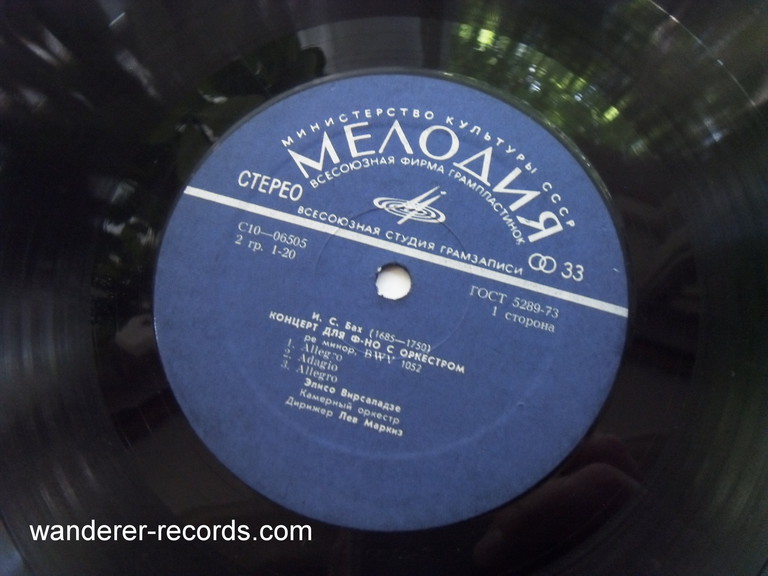 МИНИСТЕРСТВО КУЛЬТУРЫ СССР
МЕЛОДИЯ
ВСЕСОЮЗНАЯ ФИРМА ГРАМПЛАСТИНОК
СТЕРЕО
ВСЕСОЮЗНАЯ СТУДИЯ ГРАМЗАПИСИ
33
С10—06505
2 гр. 1-20
ГОСТ 5289-73
1 сторона
И. С. Бах (1685—1750)
КОНЦЕРТ ДЛЯ Ф-НО С ОРКЕСТРОМ
ре минор, BWV 1052
1. Allegro
2. Adagio
3. Allegro
Элисо Вирсаладзе
Камерный оркестр
Дирижер Лев Маркиз
wanderer-records.com